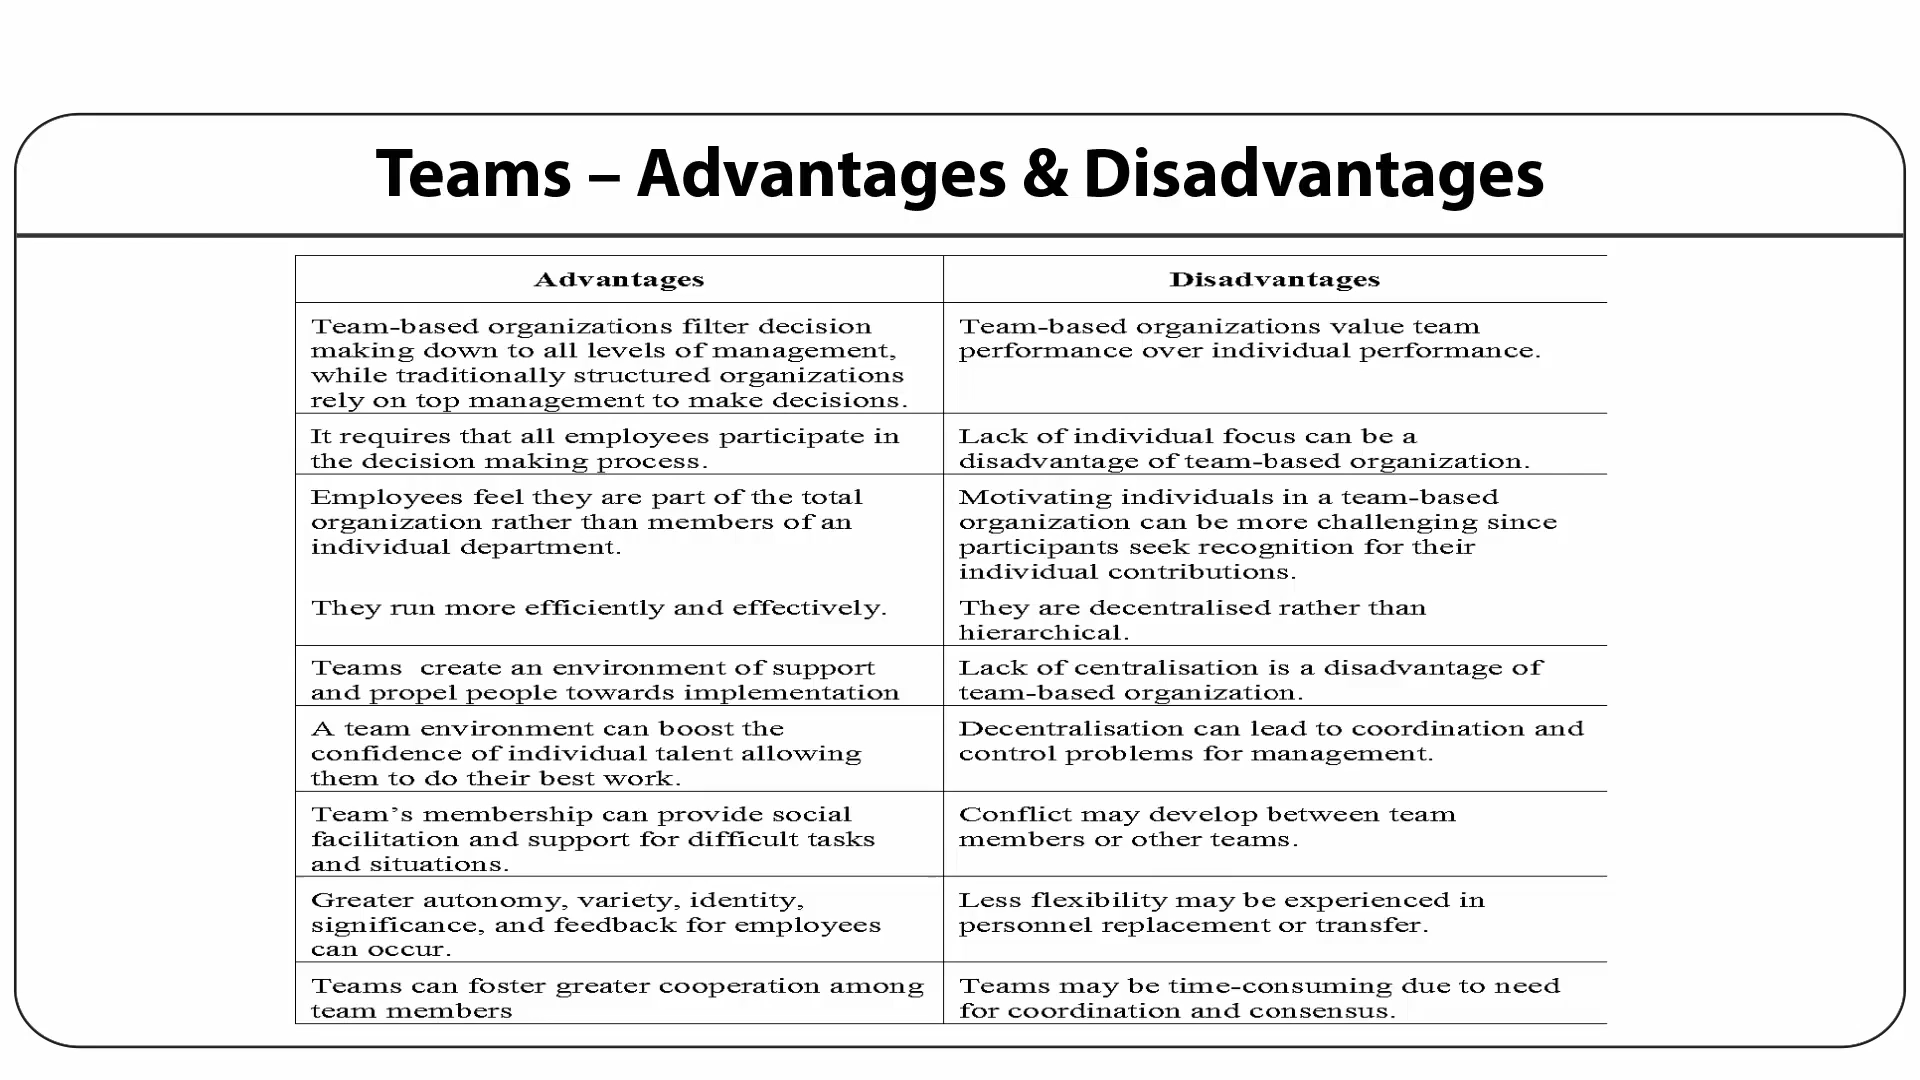 Teams – Advantages & Disadvantages
Advantages
Disadvantages
Team-based organizations filter decision
making down to all levels of management,
while traditionally structured organizations
rely on top management to make decisions.
Team-based organizations value team
performance over individual performance.
It requires that all employees participate in
the decision making process.
Lack of individual focus can be a
disadvantage of team-based organization.
Employees feel they are part of the total
organization rather than members of an
individual department.
Motivating individuals in a team-based
organization can be more challenging since
participants seek recognition for their
individual contributions.
They run more efficiently and effectively.
They are decentralised rather than
hierarchical.
Teams  create an environment of support
and propel people towards implementation
Lack of centralisation is a disadvantage of
team-based organization.
A team environment can boost the
confidence of individual talent allowing
them to do their best work.
Decentralisation can lead to coordination and
control problems for management.
Team’s membership can provide social
facilitation and support for difficult tasks
and situations.
Conflict may develop between team
members or other teams.
Greater autonomy, variety, identity,
significance, and feedback for employees
can occur.
Less flexibility may be experienced in
personnel replacement or transfer.
Teams can foster greater cooperation among
team members
Teams may be time-consuming due to need
for coordination and consensus.